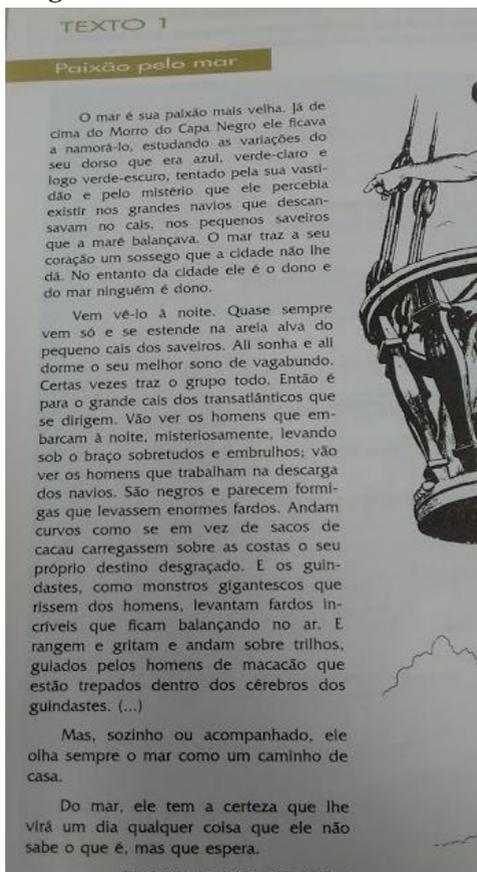 TEXTO 1
Paixão pelo mar
O mar é sua paixão mais velha. Já de
cima do Morro do Capa Negro ele ficava
a namorá-lo, estudando as variações do
seu dorso que era azul, verde-claro e
logo verde-escuro, tentado pela sua vasti-
dão e pelo mistério que ele percebia
existir nos grandes navios que descan-
savam no cais, nos pequenos saveiros
que a maré balançava. O mar traz a seu
coração um sossego que a cidade não lhe
dá. No entanto da cidade ele é o dono e
do mar ninguém é dono.
Vem vê-lo à noite. Quase sempre
vem só e se estende na areia alva do
pequeno cais dos saveiros. Ali sonha e ali
dorme o seu melhor sono de vagabundo.
Certas vezes traz o grupo todo. Então é
para o grande cais dos transatlânticos que
se dirigem. Vão ver os homens que em-
barcam à noite, misteriosamente, levando
sob o braço sobretudos e embrulhos; vão
ver os homens que trabalham na descarga
dos navios. São negros e parecem formi-
gas que levassem enormes fardos. Andam
curvos como se em vez de sacos de
cacau carregassem sobre as costas o seu
próprio destino desgraçado. E os guin-
dastes, como monstros gigantescos que
rissem dos homens, levantam fardos in-
críveis que ficam balançando no ar. E
rangem e gritam e andam sobre trilhos,
guiados pelos homens de macacão que
estão trepados dentro dos cérebros dos
guindastes. (...)
Mas, sozinho ou acompanhado, ele
olha sempre o mar como um caminho de
casa.
Do mar, ele tem a certeza que lhe
virá um dia qualquer coisa que ele não
sabe o que é, mas que espera.